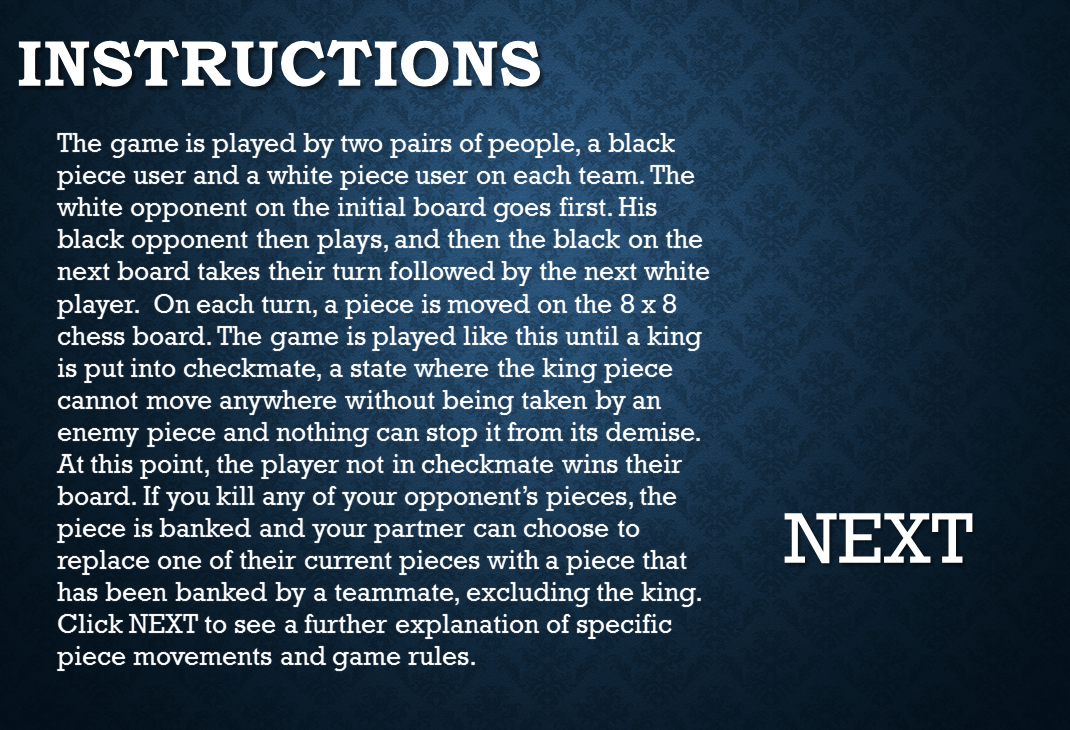 INSTRUCTIONS
The game is played by two pairs of people, a black
piece user and a white piece user on each team. The
white opponent on the initial board goes first. His
black opponent then plays, and then the black on the
next board takes their turn followed by the next white
player.  On each turn, a piece is moved on the 8 x 8
chess board. The game is played like this until a king
is put into checkmate, a state where the king piece
cannot move anywhere without being taken by an
enemy piece and nothing can stop it from its demise.
At this point, the player not in checkmate wins their
board. If you kill any of your opponent’s pieces, the
piece is banked and your partner can choose to
replace one of their current pieces with a piece that
has been banked by a teammate, excluding the king.
Click NEXT to see a further explanation of specific
piece movements and game rules.
NEXT